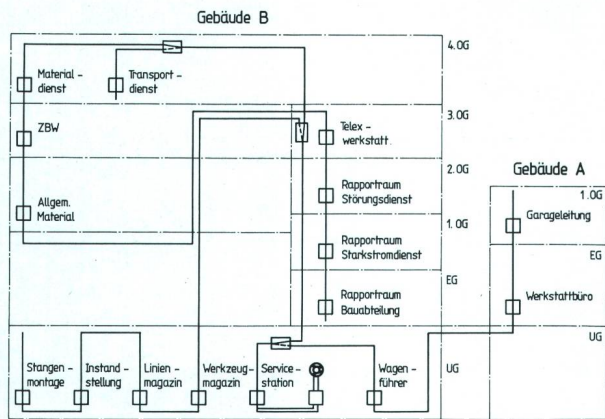 Gebäude B
4.OG
Material-
dienst
Transport-
dienst
3.OG
ZBW
Telex-
werkstatt
2.OG
Gebäude A
Allgem.
Material
Rapportraum
Störungsdienst
1.OG
1.OG
Garageleitung
Rapportraum
Starkstromdienst
EG
EG
Rapportraum
Bauabteilung
Werkstattbüro
UG
Stangen-
montage
Instand-
stellung
Linien-
magazin
Werkzeug-
magazin
Service-
station
Wagen-
führer
UG